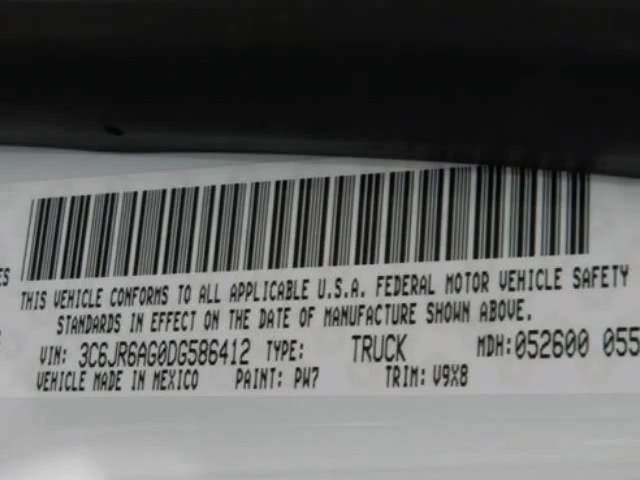 ES
THIS VEHICLE CONFORMS TO ALL APPLICABLE U.S.A. FEDERAL MOTOR VEHICLE SAFETY
STANDARDS IN EFFECT ON THE DATE OF MANUFACTURE SHOWN ABOVE.
VIN: 3C6JR6AG0DG586412 TYPE: TRUCK MDH: 052600 055
VEHICLE MADE IN MEXICO PAINT: PW7 TRIM: V9X8